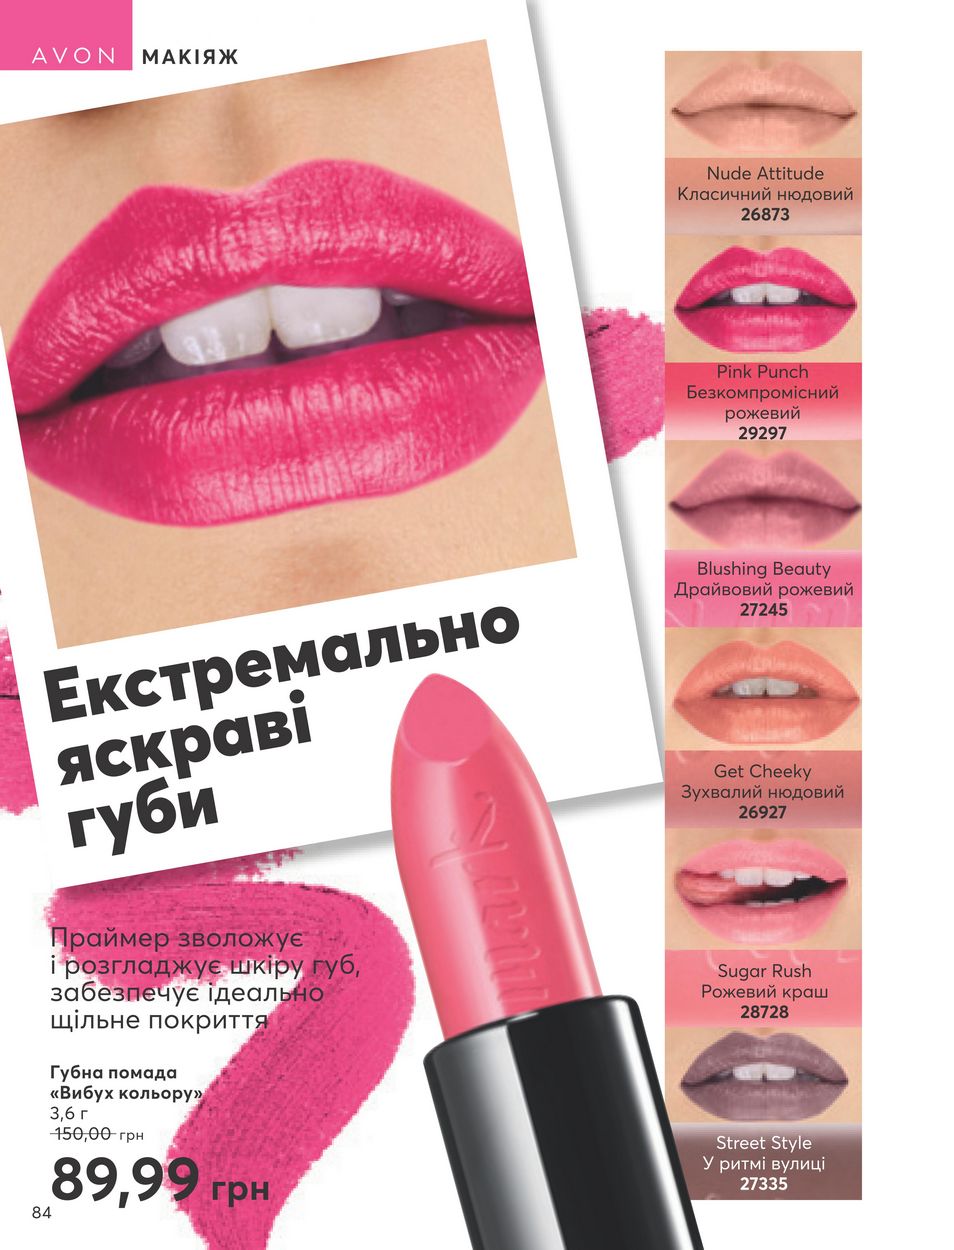 AVON МАКІЯЖ
Екстремально
яскраві
губи
Праймер зволожує
і розгладжує шкіру губ,
забезпечує ідеально
щільне покриття
Губна помада
«Вибух кольору»
3,6 г
150,00 грн
89,99 грн
84
Nude Attitude
Класичний нюдовий
26873
Pink Punch
Безкомпромісний
рожевий
29297
Blushing Beauty
Драйвовий рожевий
27245
Get Cheeky
Зухвалий нюдовий
26927
Sugar Rush
Рожевий краш
28728
Street Style
У ритмі вулиці
27335